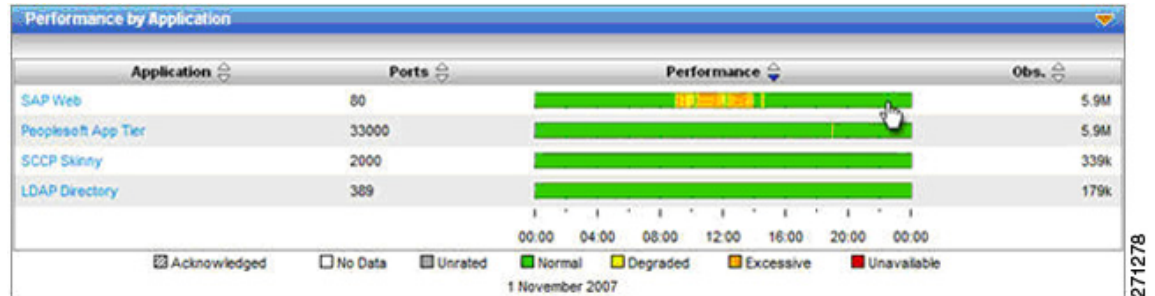 Performance by Application
Application Ports Performance Obs.
SAP Web 80 5.9M
Peoplesoft App Tier 33000 5.9M
SCCP Skinny 2000 339k
LDAP Directory 389 179k
00:00 04:00 08:00 12:00 16:00 20:00 00:00
Acknowledged No Data Unrated Normal Degraded Excessive Unavailable
1 November 2007
271278